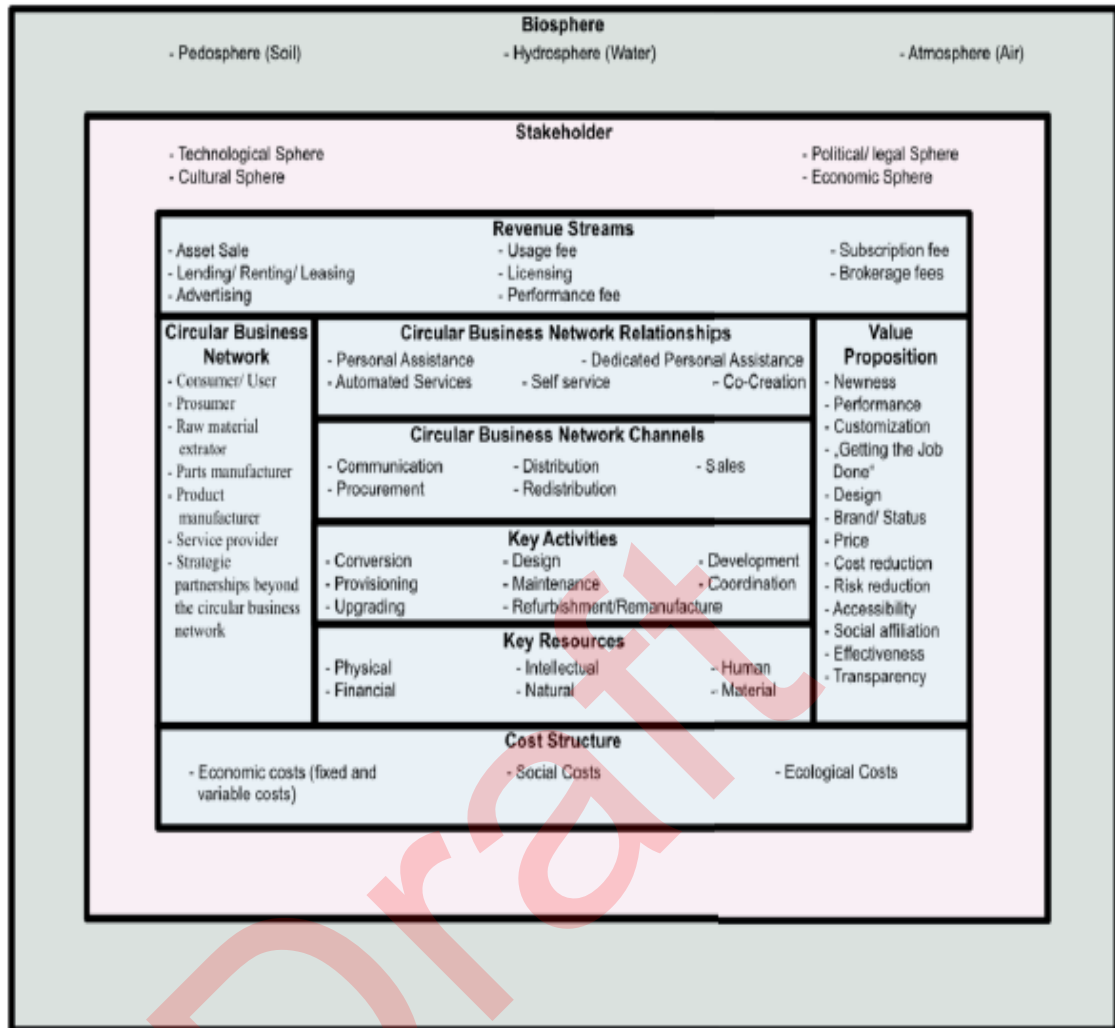 Biosphere
- Pedosphere (Soil) - Hydrosphere (Water) - Atmosphere (Air)
Stakeholder
- Technological Sphere - Political/ legal Sphere
- Cultural Sphere - Economic Sphere
Revenue Streams
- Asset Sale - Usage fee - Subscription fee
- Lending/ Renting/ Leasing - Licensing - Brokerage fees
- Advertising - Performance fee
Circular Business
Network
- Consumer/ User
- Prosumer
- Raw material
extrator
- Parts manufacturer
- Product
manufacturer
- Service provider
- Strategie
partnerships beyond
the circular business
network
Circular Business Network Relationships
- Personal Assistance - Dedicated Personal Assistance
- Automated Services - Self service - Co-Creation
Circular Business Network Channels
- Communication - Distribution - Sales
- Procurement - Redistribution
Key Activities
- Conversion - Design - Development
- Provisioning - Maintenance - Coordination
- Upgrading - Refurbishment/Remanufacture
Key Resources
- Physical - Intellectual - Human
- Financial - Natural - Material
Value
Proposition
- Newness
- Performance
- Customization
- „Getting the Job
Done“
- Design
- Brand/ Status
- Price
- Cost reduction
- Risk reduction
- Accessibility
- Social affiliation
- Effectiveness
- Transparency
Cost Structure
- Economic costs (fixed and - Social Costs - Ecological Costs
variable costs)
Draft